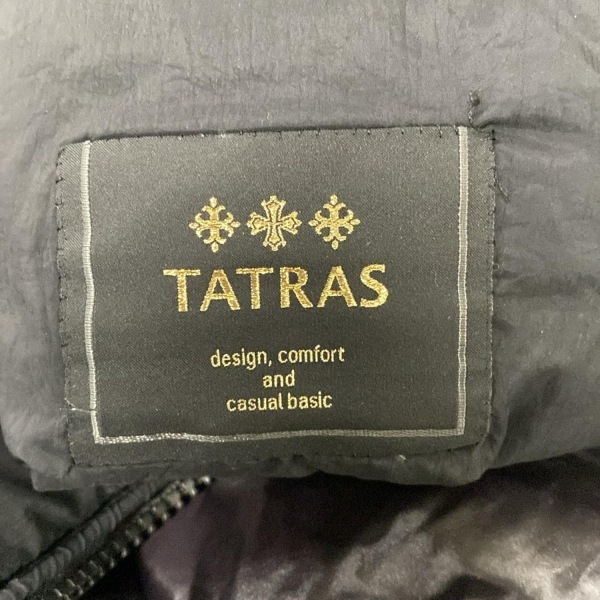 TATRAS
design, comfort
and
casual basic